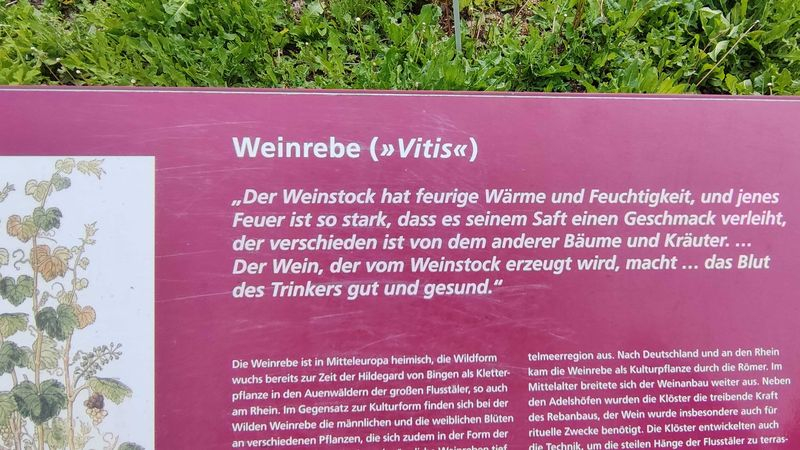 Weinrebe (»Vitis«)
„Der Weinstock hat feurige Wärme und Feuchtigkeit, und jenes
Feuer ist so stark, dass es seinem Saft einen Geschmack verleiht,
der verschieden ist von dem anderer Bäume und Kräuter. ...
Der Wein, der vom Weinstock erzeugt wird, macht ... das Blut
des Trinkers gut und gesund.“
Die Weinrebe ist in Mitteleuropa heimisch, die Wildform
wuchs bereits zur Zeit der Hildegard von Bingen als Kletter-
pflanze in den Auenwäldern der großen Flusstäler, so auch
am Rhein. Im Gegensatz zur Kulturform finden sich bei der
Wilden Weinrebe die männlichen und die weiblichen Blüten
an verschiedenen Pflanzen, die sich zudem in der Form der
Weinreben tief
telmeerregion aus. Nach Deutschland und an den Rhein
kam die Weinrebe als Kulturpflanze durch die Römer. Im
Mittelalter breitete sich der Weinanbau weiter aus. Neben
den Adelshöfen wurden die Klöster die treibende Kraft
des Rebanbaus, der Wein wurde insbesondere auch für
rituelle Zwecke benötigt. Die Klöster entwickelten auch
die Technik, um die steilen Hänge der Flusstäler zu terras-